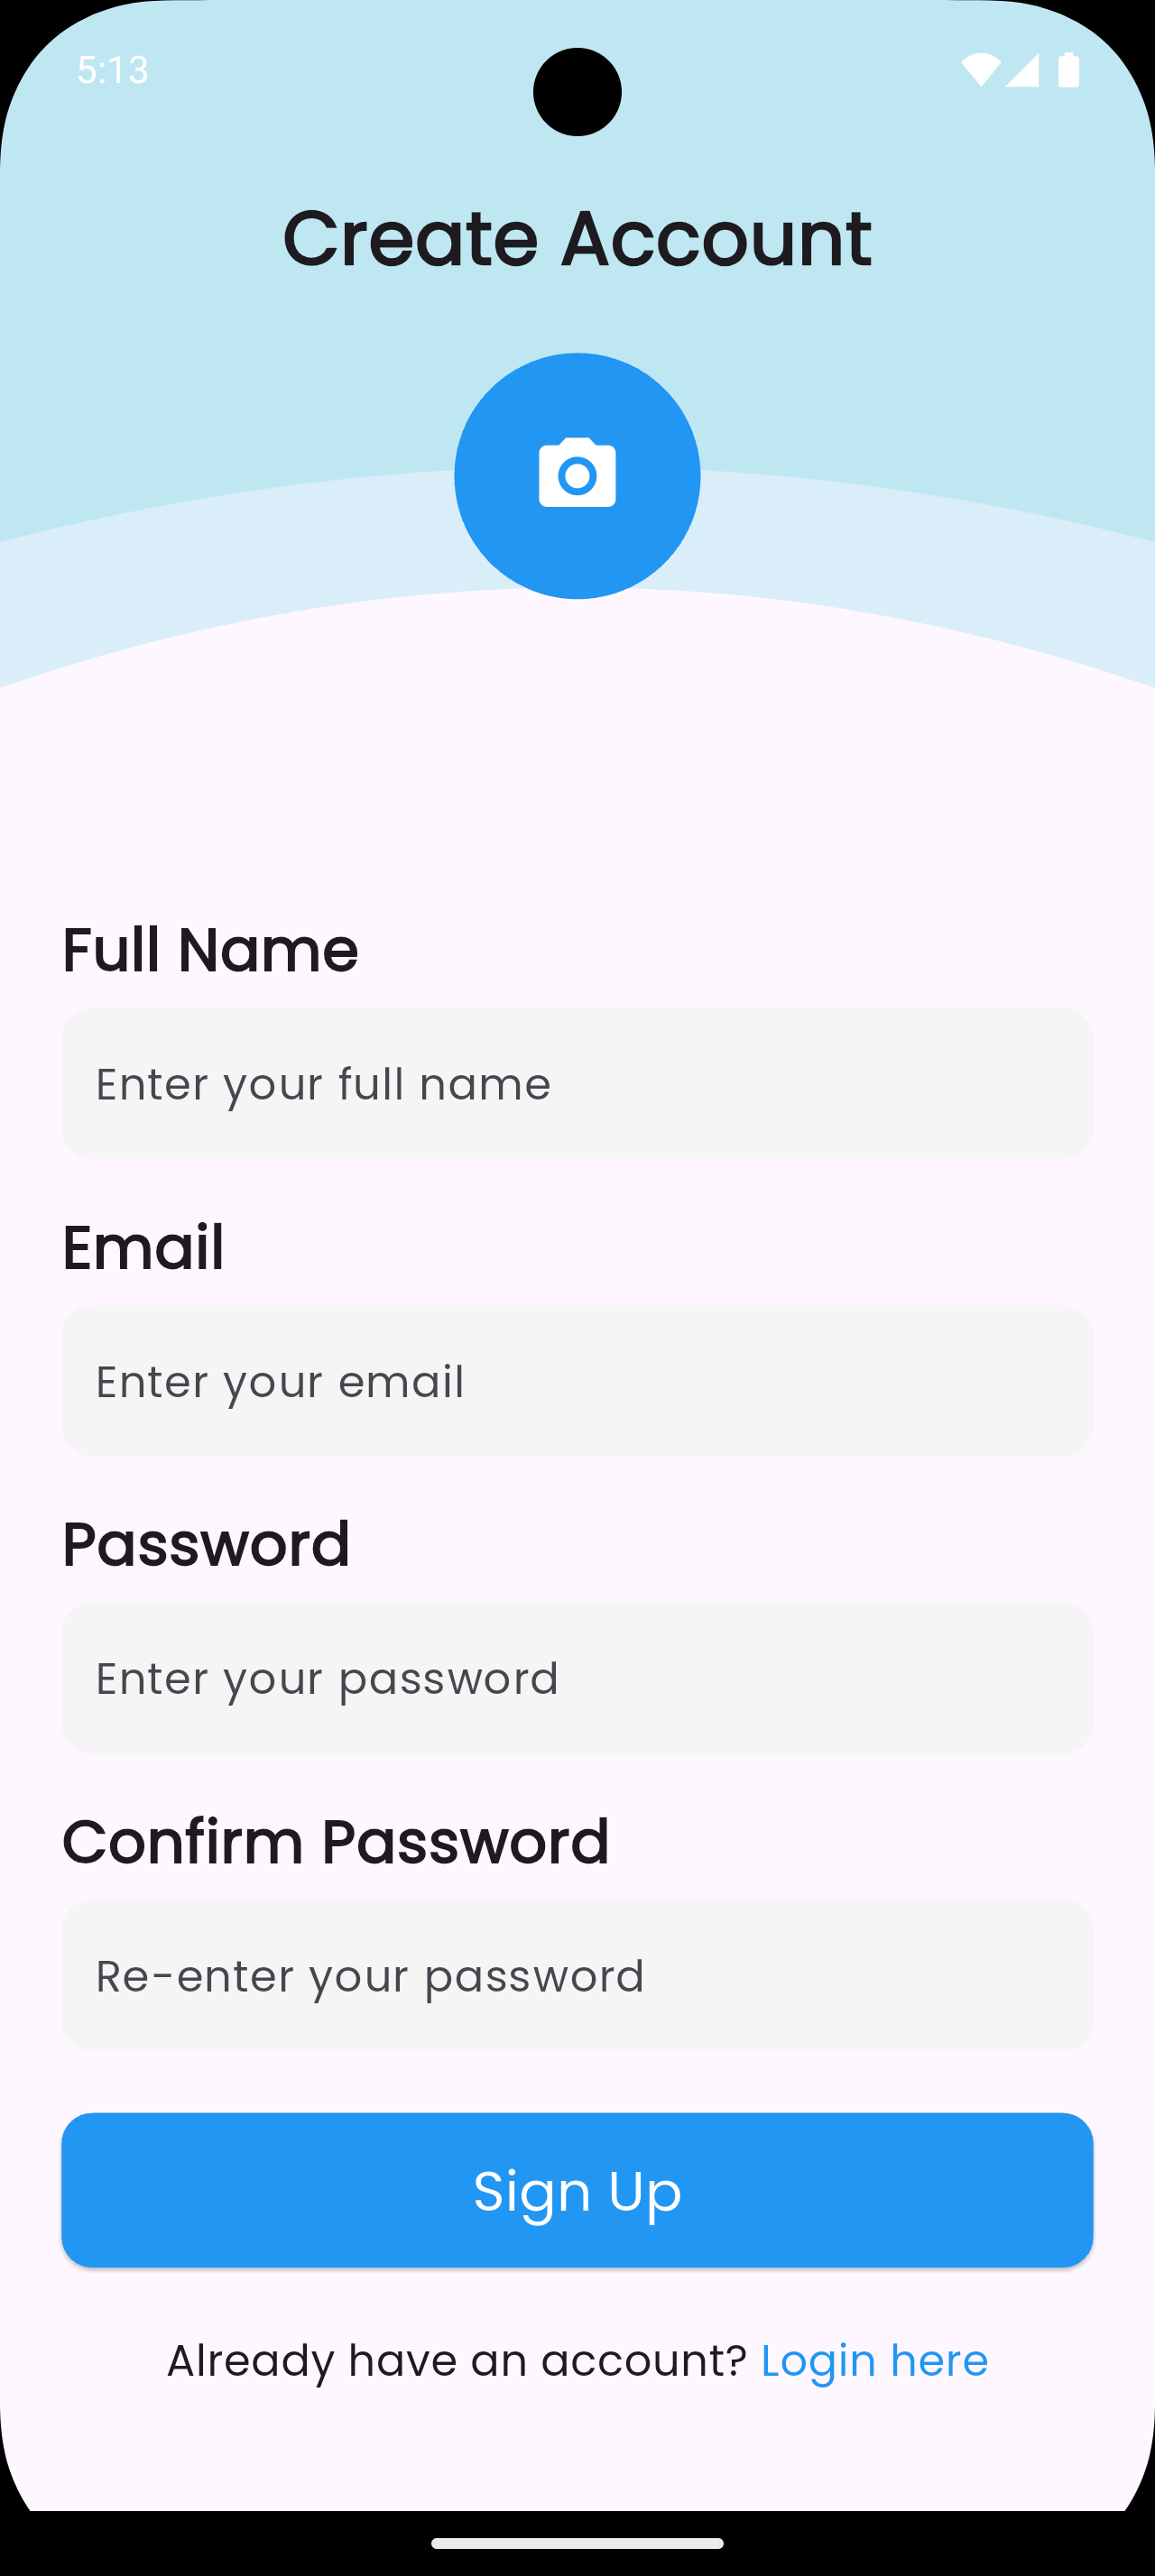 5:13
Create Account
Full Name
Enter your full name
Email
Enter your email
Password
Enter your password
Confirm Password
Re-enter your password
Sign Up
Already have an account? Login here